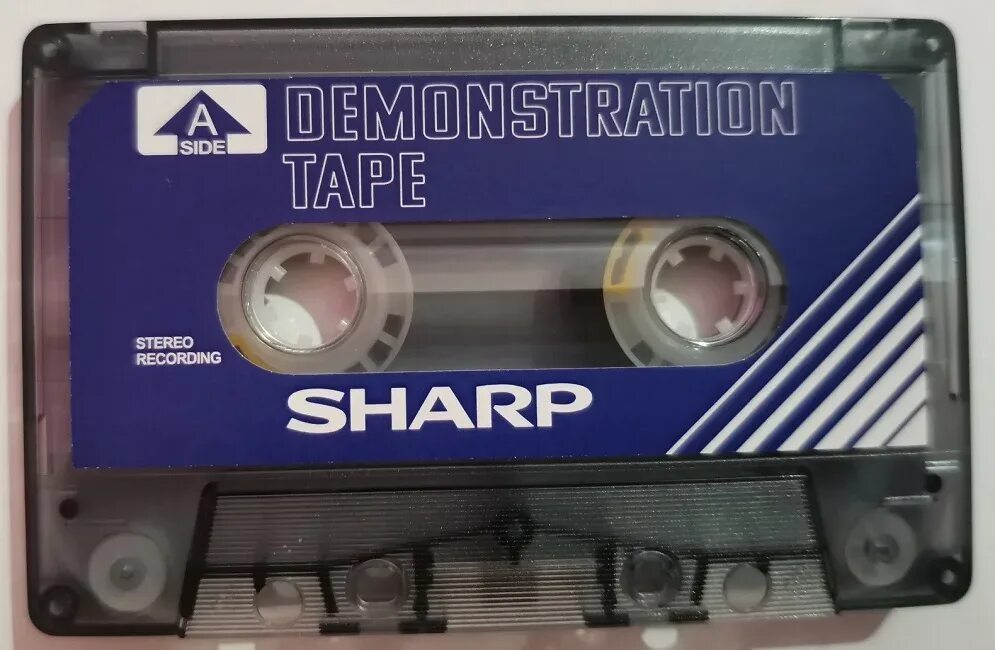 A
SIDE
DEMONSTRATION
TAPE
STEREO
RECORDING
SHARP